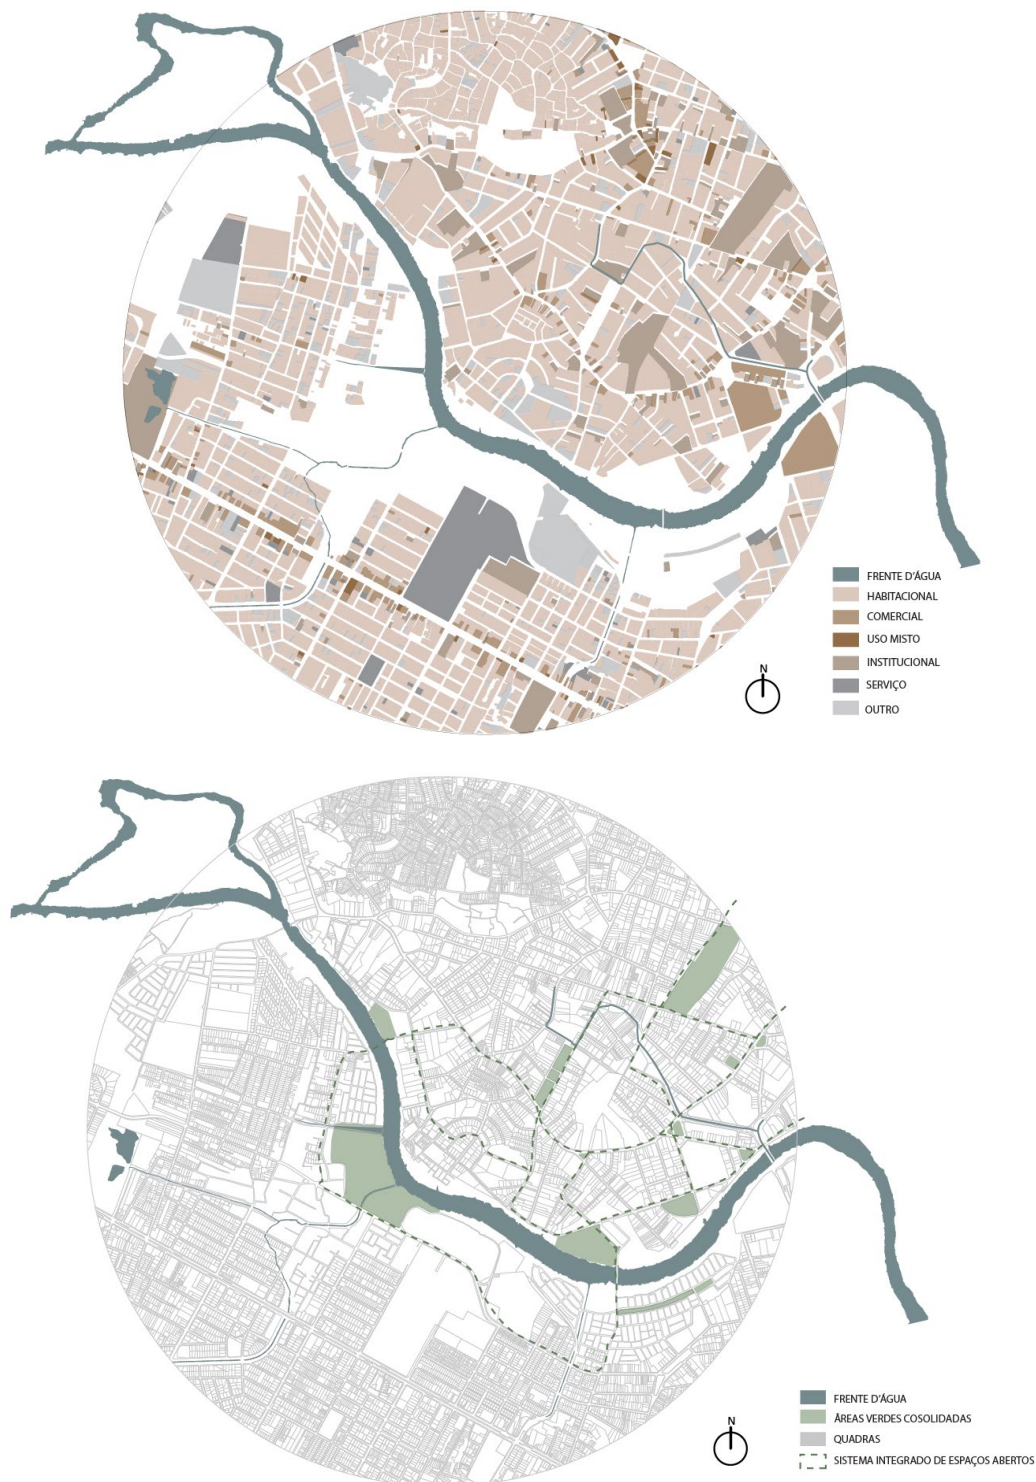 FRENTE D'ÁGUA
HABITACIONAL
COMERCIAL
USO MISTO
INSTITUCIONAL
SERVIÇO
OUTRO
N
FRENTE D'ÁGUA
ÁREAS VERDES COSOLIDADAS
QUADRAS
SISTEMA INTEGRADO DE ESPAÇOS ABERTOS
N